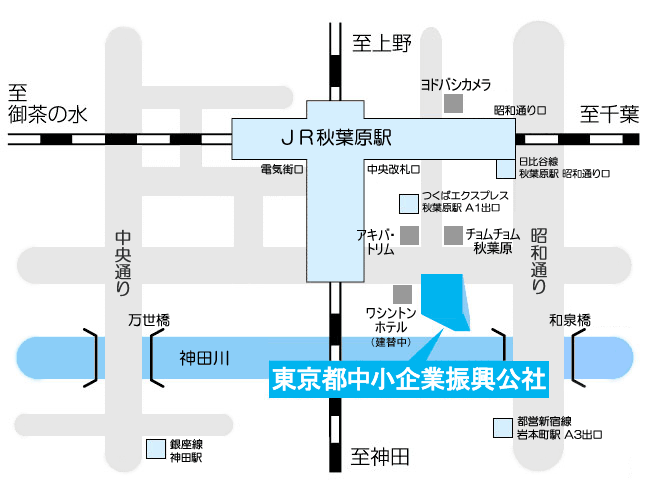 至上野
至
御茶の水
ヨドバシカメラ
昭和通り口
至千葉
JR秋葉原駅
電気街口
中央改札口
日比谷線
秋葉原駅 昭和通り口
つくばエクスプレス
秋葉原駅 A1出口
アキバ・
トリム
チョムチョム
秋葉原
中央通り
昭和通り
ワシントン
ホテル
(建替中)
万世橋
和泉橋
神田川
東京都中小企業振興公社
銀座線
神田駅
至神田
都営新宿線
岩本町駅 A3出口